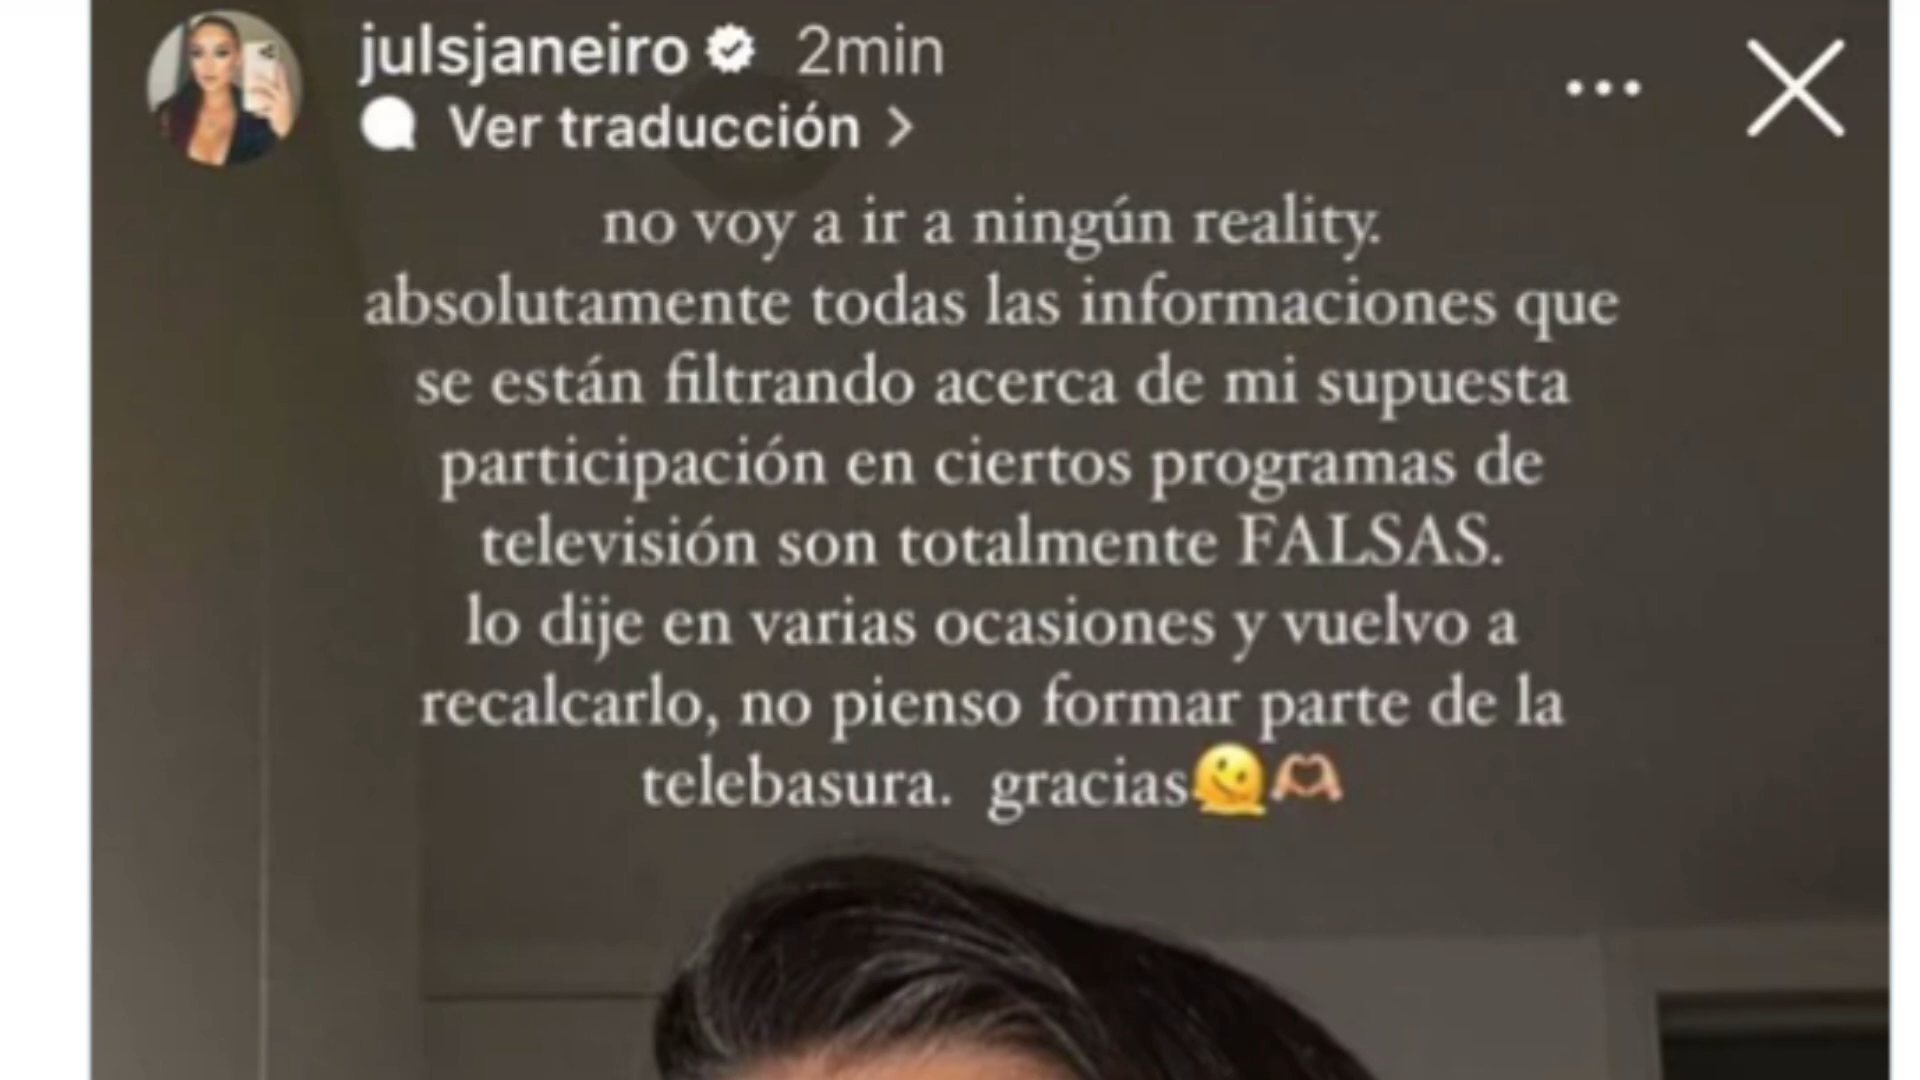 julsjaneiro 2min
Ver traducción
no voy a ir a ningún reality.
absolutamente todas las informaciones que
se están filtrando acerca de mi supuesta
participación en ciertos programas de
televisión son totalmente FALSAS.
lo dije en varias ocasiones y vuelvo a
recalcarlo, no pienso formar parte de la
telebasura. gracias🫠🫶🏼